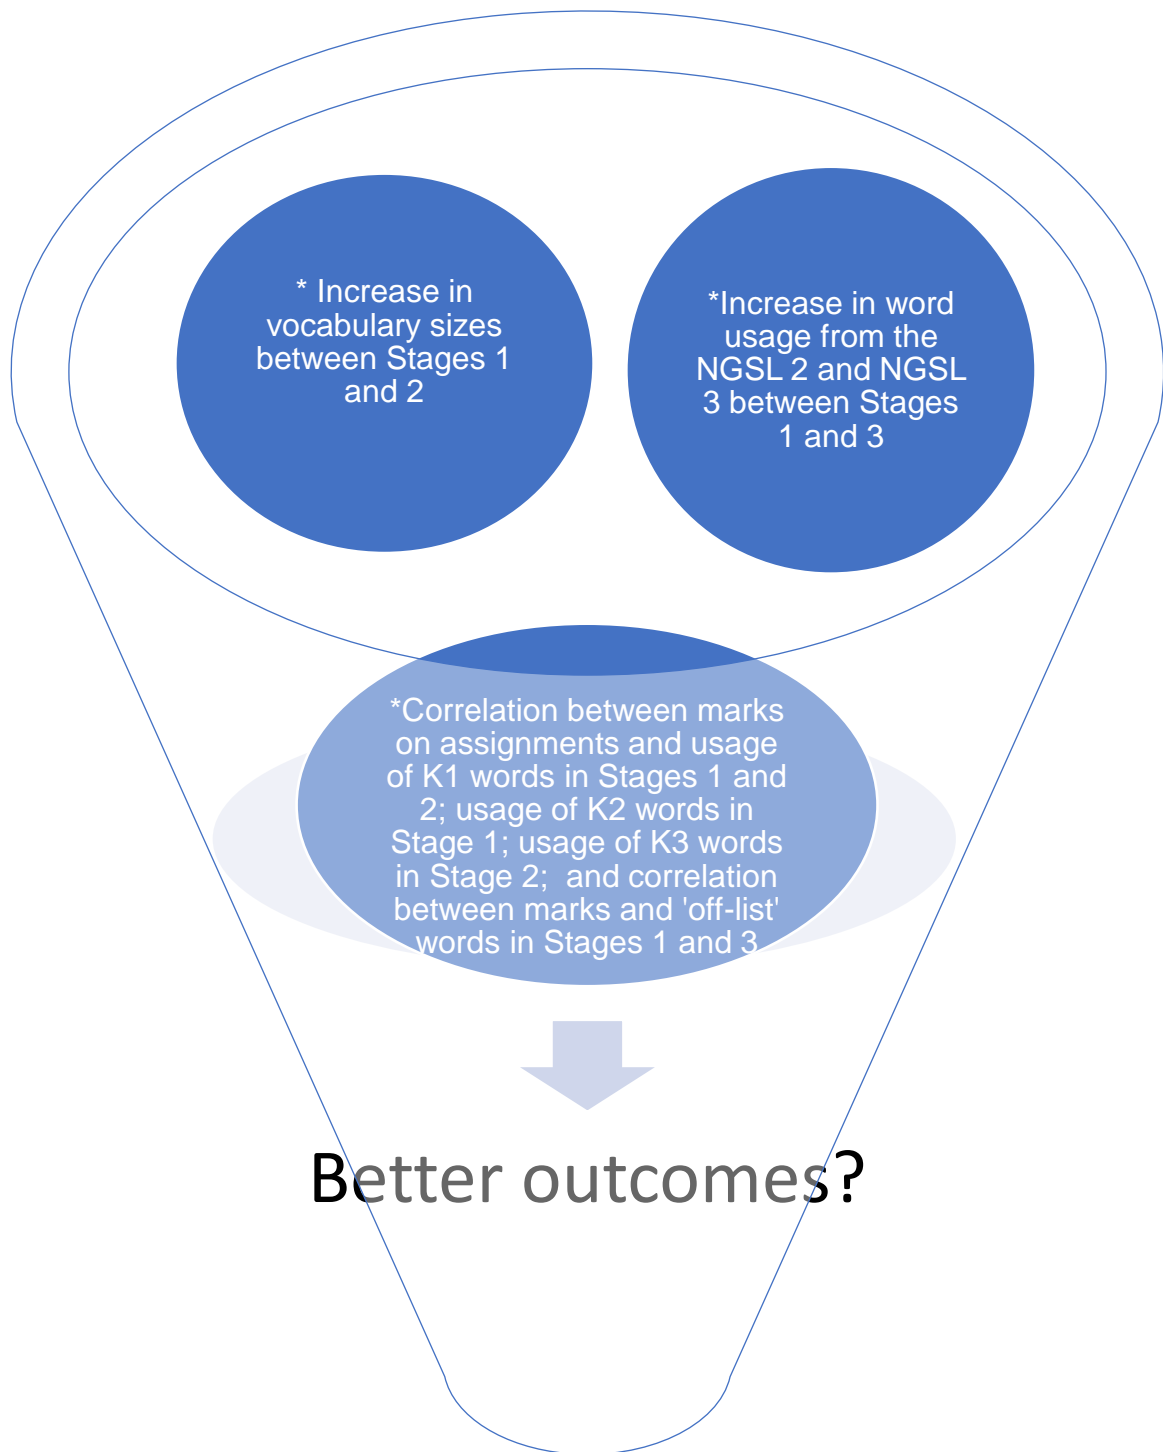 * Increase in
vocabulary sizes
between Stages 1
and 2
*Increase in word
usage from the
NGSL 2 and NGSL
3 between Stages
1 and 3
*Correlation between marks
on assignments and usage
of K1 words in Stages 1 and
2; usage of K2 words in
Stage 1; usage of K3 words
in Stage 2;  and correlation
between marks and 'off-list'
words in Stages 1 and 3
Better outcomes?